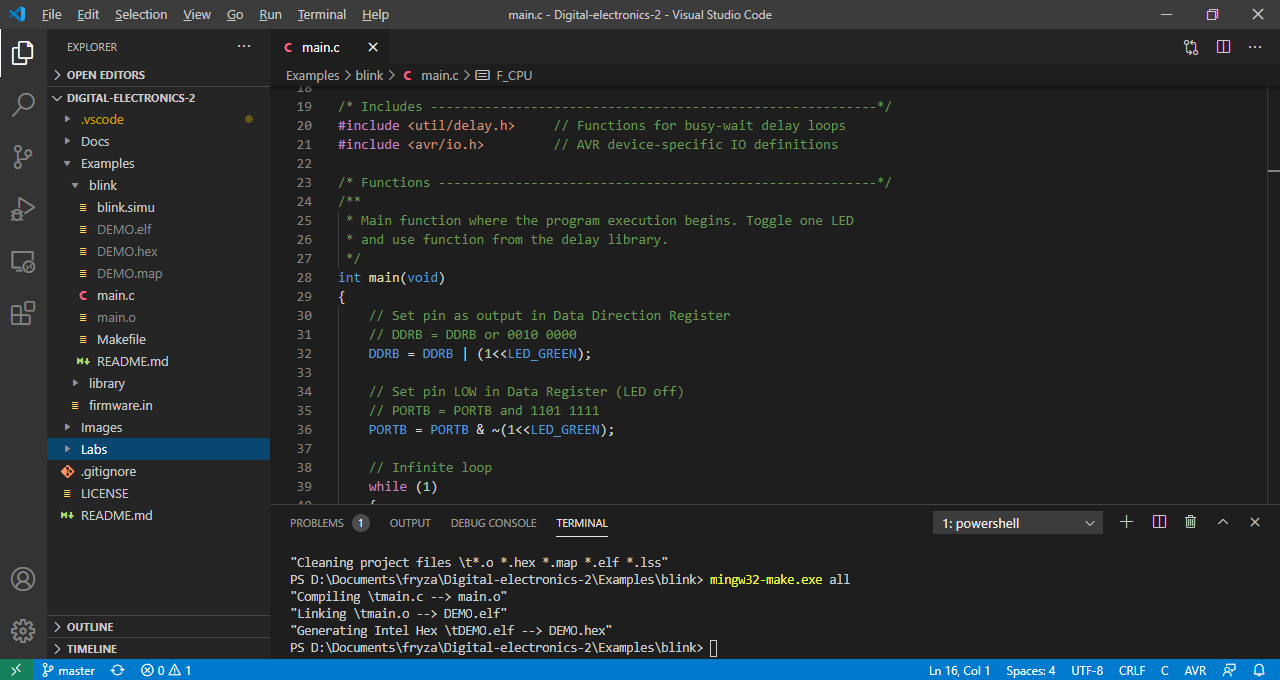 File Edit Selection View Go Run Terminal Help main.c - Digital-electronics-2 - Visual Studio Code
EXPLORER
OPEN EDITORS
DIGITAL-ELECTRONICS-2
.vscode
Docs
Examples
blink
blink.simu
DEMO.elf
DEMO.hex
DEMO.map
C main.c
main.o
Makefile
README.md
library
firmware.in
Images
Labs
.gitignore
LICENSE
README.md
OUTLINE
TIMELINE
C main.c
Examples > blink > C main.c > F_CPU
18
19 /* Includes ----------------------------------------------------------*/
20 #include <util/delay.h>     // Functions for busy-wait delay loops
21 #include <avr/io.h>         // AVR device-specific IO definitions
22
23 /* Functions ---------------------------------------------------------*/
24 /**
25  * Main function where the program execution begins. Toggle one LED
26  * and use function from the delay library.
27  */
28 int main(void)
29 {
30     // Set pin as output in Data Direction Register
31     // DDRB = DDRB or 0010 0000
32     DDRB = DDRB | (1<<LED_GREEN);
33
34     // Set pin LOW in Data Register (LED off)
35     // PORTB = PORTB and 1101 1111
36     PORTB = PORTB & ~(1<<LED_GREEN);
37
38     // Infinite loop
39     while (1)
40     {
PROBLEMS 1 OUTPUT DEBUG CONSOLE TERMINAL 1: powershell
"Cleaning project files \t*.o *.hex *.map *.elf *.lss"
PS D:\Documents\fryza\Digital-electronics-2\Examples\blink> mingw32-make.exe all
"Compiling \tmain.c --> main.o"
"Linking \tmain.o --> DEMO.elf"
"Generating Intel Hex \tDEMO.elf --> DEMO.hex"
PS D:\Documents\fryza\Digital-electronics-2\Examples\blink>
master 0 1 Ln 16, Col 1 Spaces: 4 UTF-8 CRLF C AVR